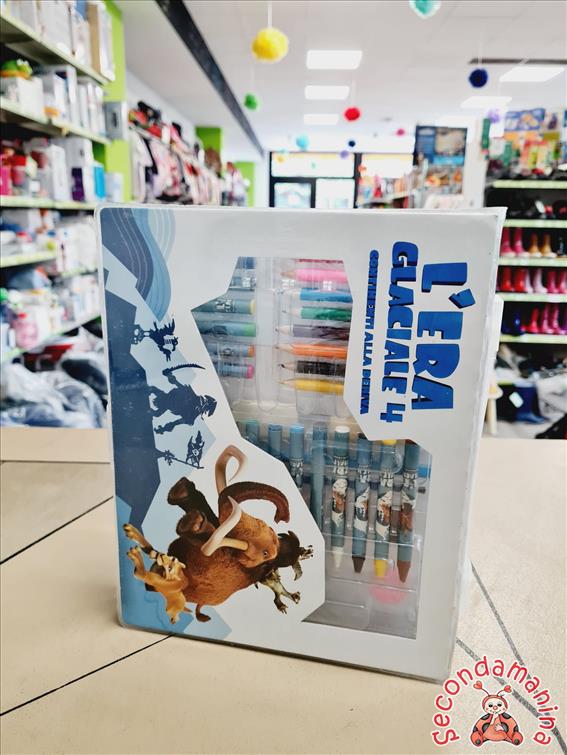 L'ERA
GLACIALE 4
CONTINENTI ALLA DERIVA
Secondamanina